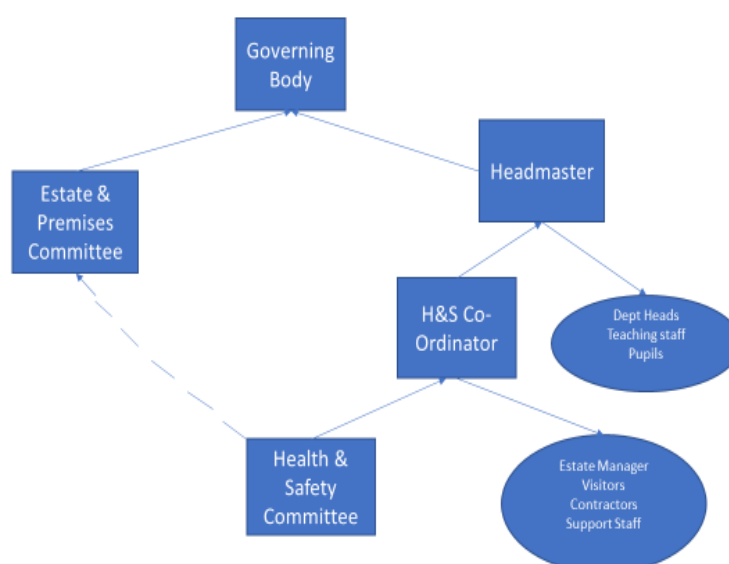 Governing
Body
Headmaster
Estate &
Premises
Committee
H&S Co-
Ordinator
Dept Heads
Teaching staff
Pupils
Health &
Safety
Committee
Estate Manager
Visitors
Contractors
Support Staff